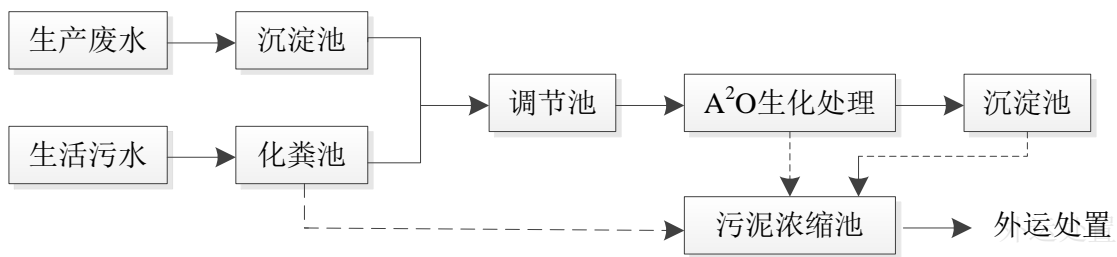 生产废水
沉淀池
调节池
A²O生化处理
沉淀池
生活污水
化粪池
污泥浓缩池
外运处置